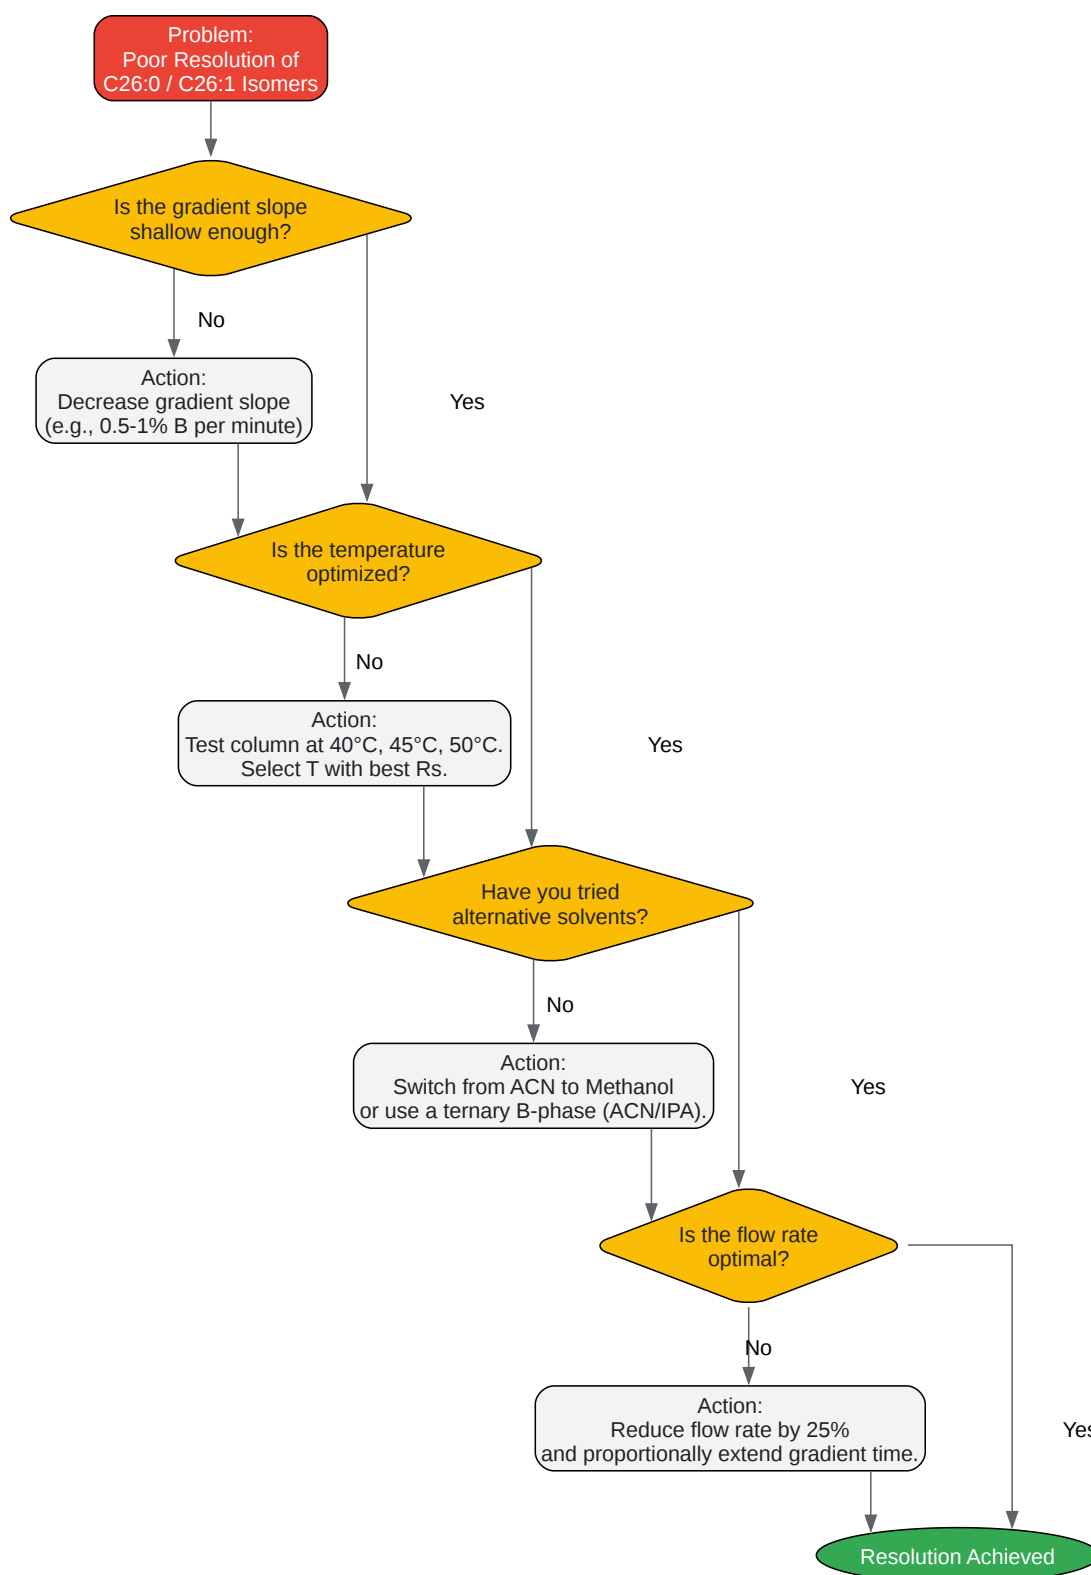 Problem:
Poor Resolution of
C26:0 / C26:1 Isomers
Is the gradient slope
shallow enough?
No
Yes
Action:
Decrease gradient slope
(e.g., 0.5-1% B per minute)
Is the temperature
optimized?
No
Yes
Action:
Test column at 40°C, 45°C, 50°C.
Select T with best Rs.
Have you tried
alternative solvents?
No
Yes
Action:
Switch from ACN to Methanol
or use a ternary B-phase (ACN/IPA).
Is the flow rate
optimal?
No
Yes
Action:
Reduce flow rate by 25%
and proportionally extend gradient time.
Resolution Achieved